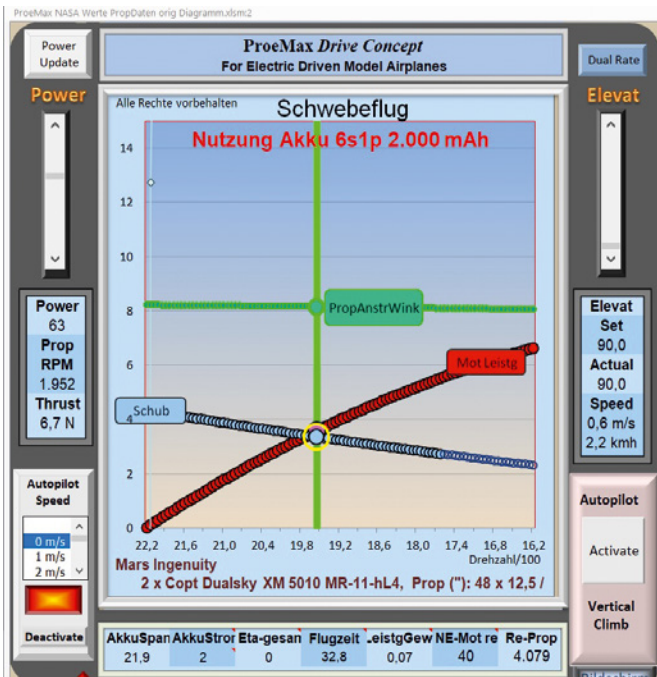 ProeMax NASA Werte PropDaten orig Diagramm.xlsm:2
Power
Update
ProeMax Drive Concept
For Electric Driven Model Airplanes
Dual Rate
Power
Elevat
Alle Rechte vorbehalten
Schwebeflug
Nutzung Akku 6s1p 2.000 mAh
14
12
10
8
6
4
2
0
PropAnstrWink
Mot Leistg
Schub
22,2 21,6 21,0 20,4 19,8 19,2 18,6 18,0 17,4 16,8 16,2
Drehzahl/100
Mars Ingenuity
2 x Copt Dualsky XM 5010 MR-11-hL4, Prop ("): 48 x 12,5 /
Power
63
Prop
RPM
1.952
Thrust
6,7 N
Elevat
Set
90,0
Actual
90,0
Speed
0,6 m/s
2,2 kmh
Autopilot
Speed
0 m/s
1 m/s
2 m/s
Deactivate
Autopilot
Activate
Vertical
Climb
AkkuSpan AkkuStror Eta-gesan Flugzeit LeistgGew NE-Mot re Re-Prop
21,9 2 0 32,8 0,07 40 4.079